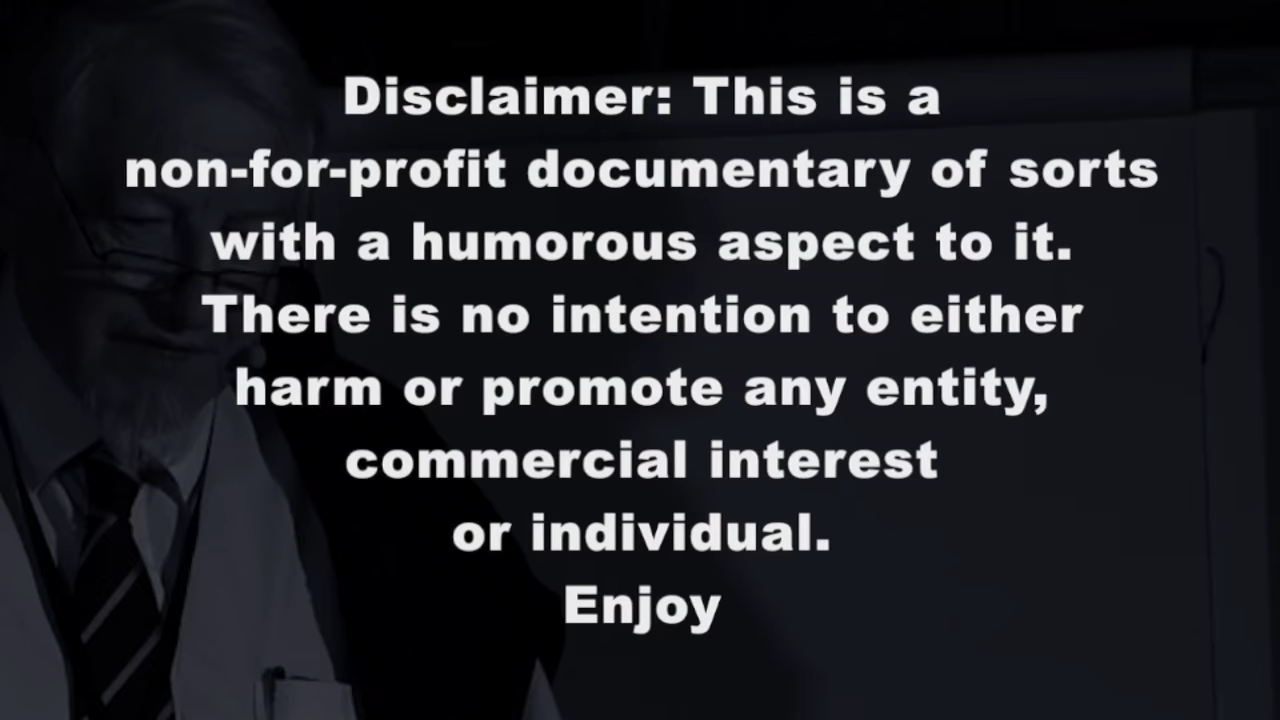 Disclaimer: This is a
non-for-profit documentary of sorts
with a humorous aspect to it.
There is no intention to either
harm or promote any entity,
commercial interest
or individual.
Enjoy